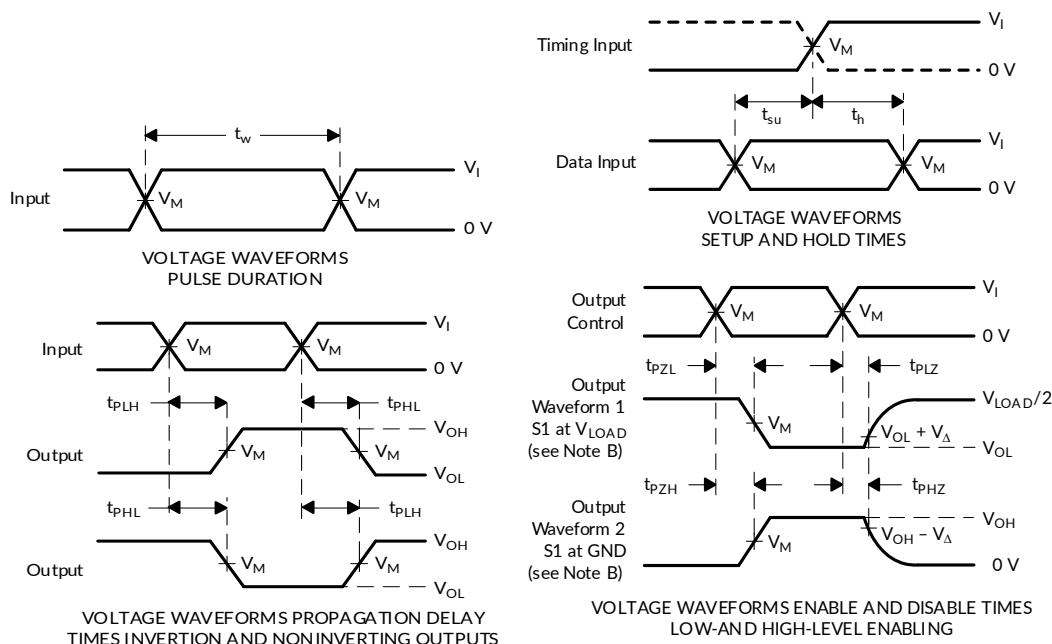 t_w
Input
V_M
V_M
V_I
0 V
VOLTAGE WAVEFORMS
PULSE DURATION
Timing Input
V_M
V_I
0 V
t_su
t_h
Data Input
V_M
V_M
V_I
0 V
VOLTAGE WAVEFORMS
SETUP AND HOLD TIMES
Input
V_M
V_M
V_I
0 V
t_PLH
t_PHL
Output
V_M
V_M
V_OH
V_OL
t_PHL
t_PLH
Output
V_M
V_M
V_OH
V_OL
VOLTAGE WAVEFORMS PROPAGATION DELAY
TIMES INVERTION AND NONINVERTING OUTPUTS
Output
Control
V_M
V_M
V_I
0 V
t_PZL
t_PLZ
Output
Waveform 1
S1 at V_LOAD
(see Note B)
V_M
V_LOAD/2
V_OL + V_Δ
V_OL
t_PZH
t_PHZ
Output
Waveform 2
S1 at GND
(see Note B)
V_M
V_OH
V_OH – V_Δ
0 V
VOLTAGE WAVEFORMS ENABLE AND DISABLE TIMES
LOW-AND HIGH-LEVEL ENABLING